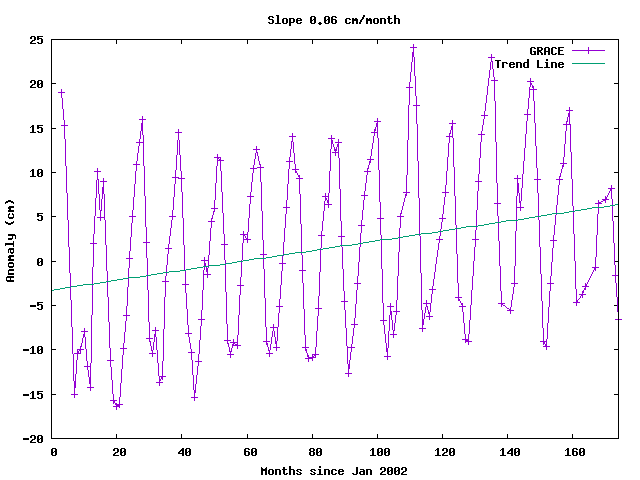 Slope 0.06 cm/month
25
20
15
10
5
0
-5
-10
-15
-20
Anomaly (cm)
GRACE
Trend Line
0 20 40 60 80 100 120 140 160
Months since Jan 2002